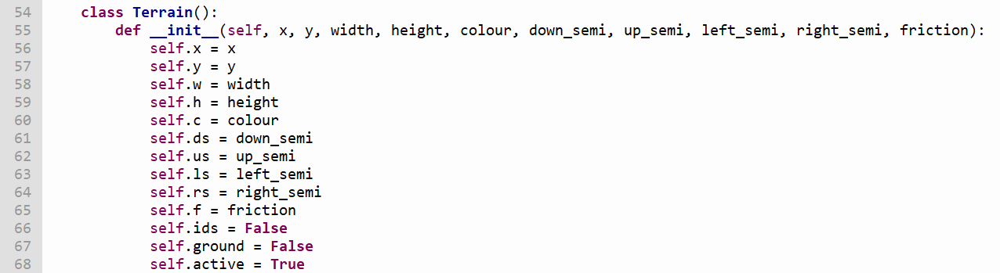 54 class Terrain():
55 def __init__(self, x, y, width, height, colour, down_semi, up_semi, left_semi, right_semi, friction):
56 self.x = x
57 self.y = y
58 self.w = width
59 self.h = height
60 self.c = colour
61 self.ds = down_semi
62 self.us = up_semi
63 self.ls = left_semi
64 self.rs = right_semi
65 self.f = friction
66 self.ids = False
67 self.ground = False
68 self.active = True